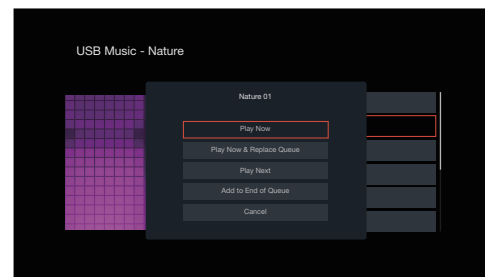 USB Music - Nature
Nature 01
Play Now
Play Now & Replace Queue
Play Next
Add to End of Queue
Cancel